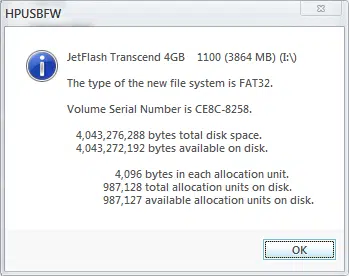 HPUSBFW
JetFlash Transcend 4GB    1100 (3864 MB) (I:\)
The type of the new file system is FAT32.
Volume Serial Number is CE8C-8258.
4,043,276,288 bytes total disk space.
4,043,272,192 bytes available on disk.
4,096 bytes in each allocation unit.
987,128 total allocation units on disk.
987,127 available allocation units on disk.
OK